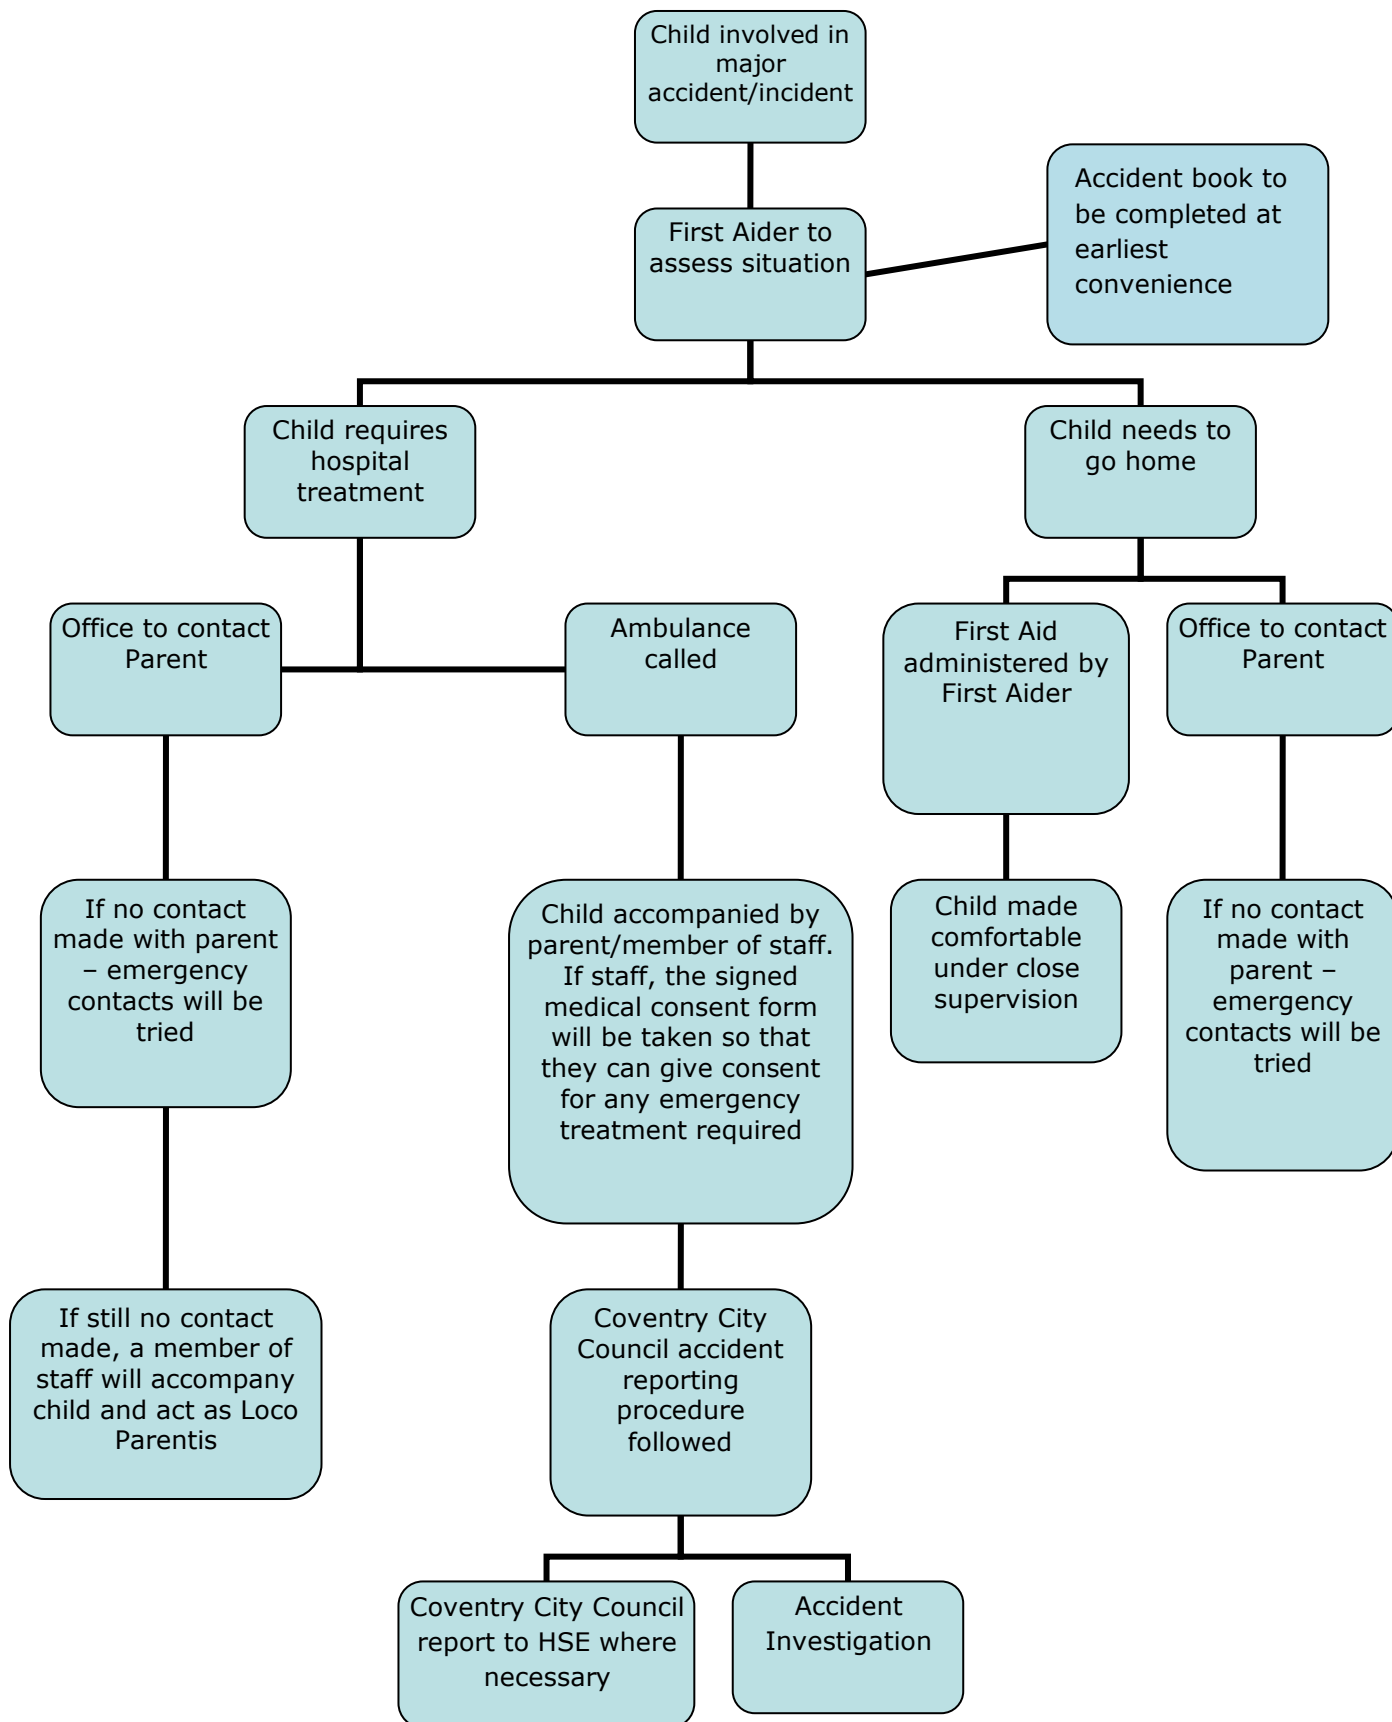 Child involved in
major
accident/incident
Accident book to
be completed at
earliest
convenience
First Aider to
assess situation
Child requires
hospital
treatment
Child needs to
go home
Office to contact
Parent
Ambulance
called
First Aid
administered by
First Aider
Office to contact
Parent
If no contact
made with parent
– emergency
contacts will be
tried
Child accompanied by
parent/member of staff.
If staff, the signed
medical consent form
will be taken so that
they can give consent
for any emergency
treatment required
Child made
comfortable
under close
supervision
If no contact
made with
parent –
emergency
contacts will be
tried
If still no contact
made, a member of
staff will accompany
child and act as Loco
Parentis
Coventry City
Council accident
reporting
procedure
followed
Coventry City Council
report to HSE where
necessary
Accident
Investigation